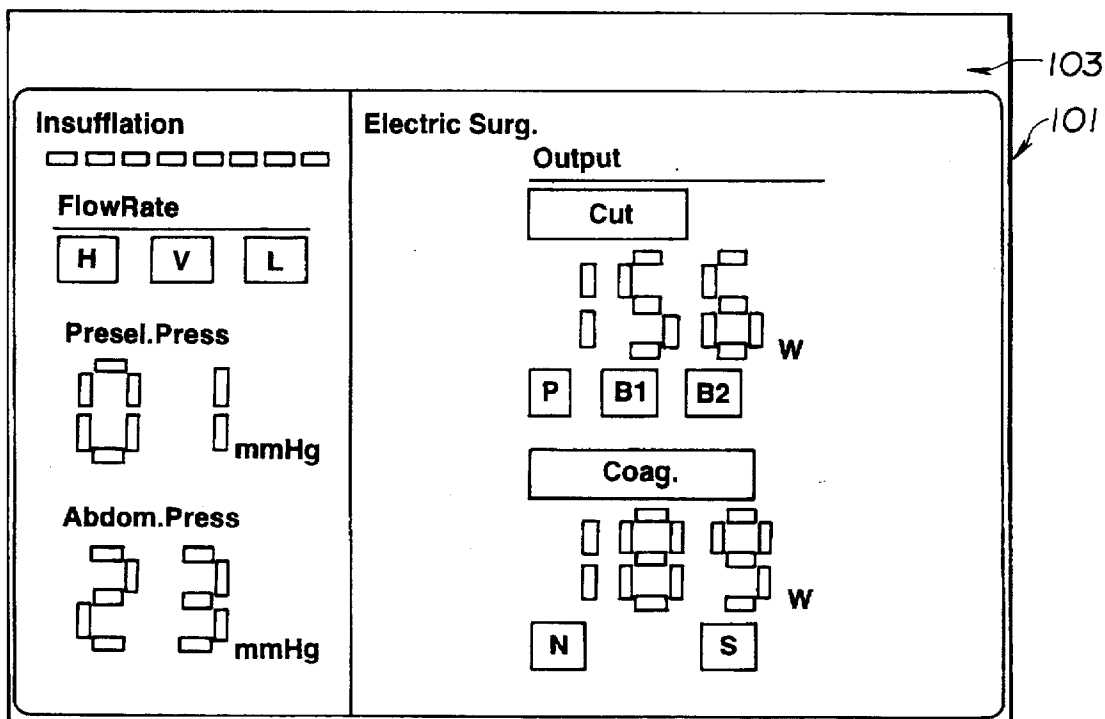 103
101
Insufflation
FlowRate
H V L
Presel.Press
01 mmHg
Abdom.Press
23 mmHg
Electric Surg.
Output
Cut
156 W
P B1 B2
Coag.
189 W
N S